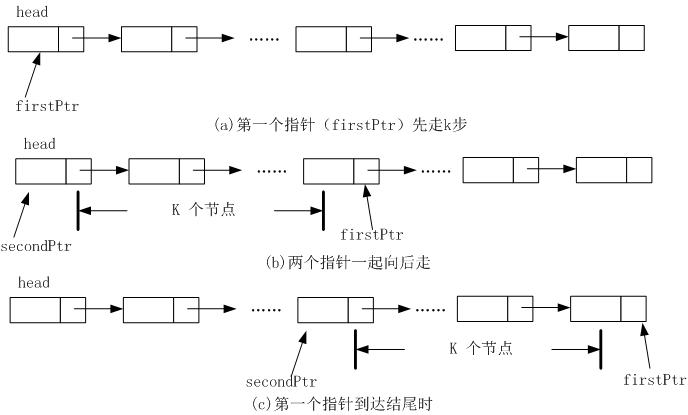 head
……
……
firstPtr
(a)第一个指针（firstPtr）先走k步
head
……
……
K 个节点
secondPtr
firstPtr
(b)两个指针一起向后走
head
……
……
K 个节点
secondPtr
firstPtr
(c)第一个指针到达结尾时